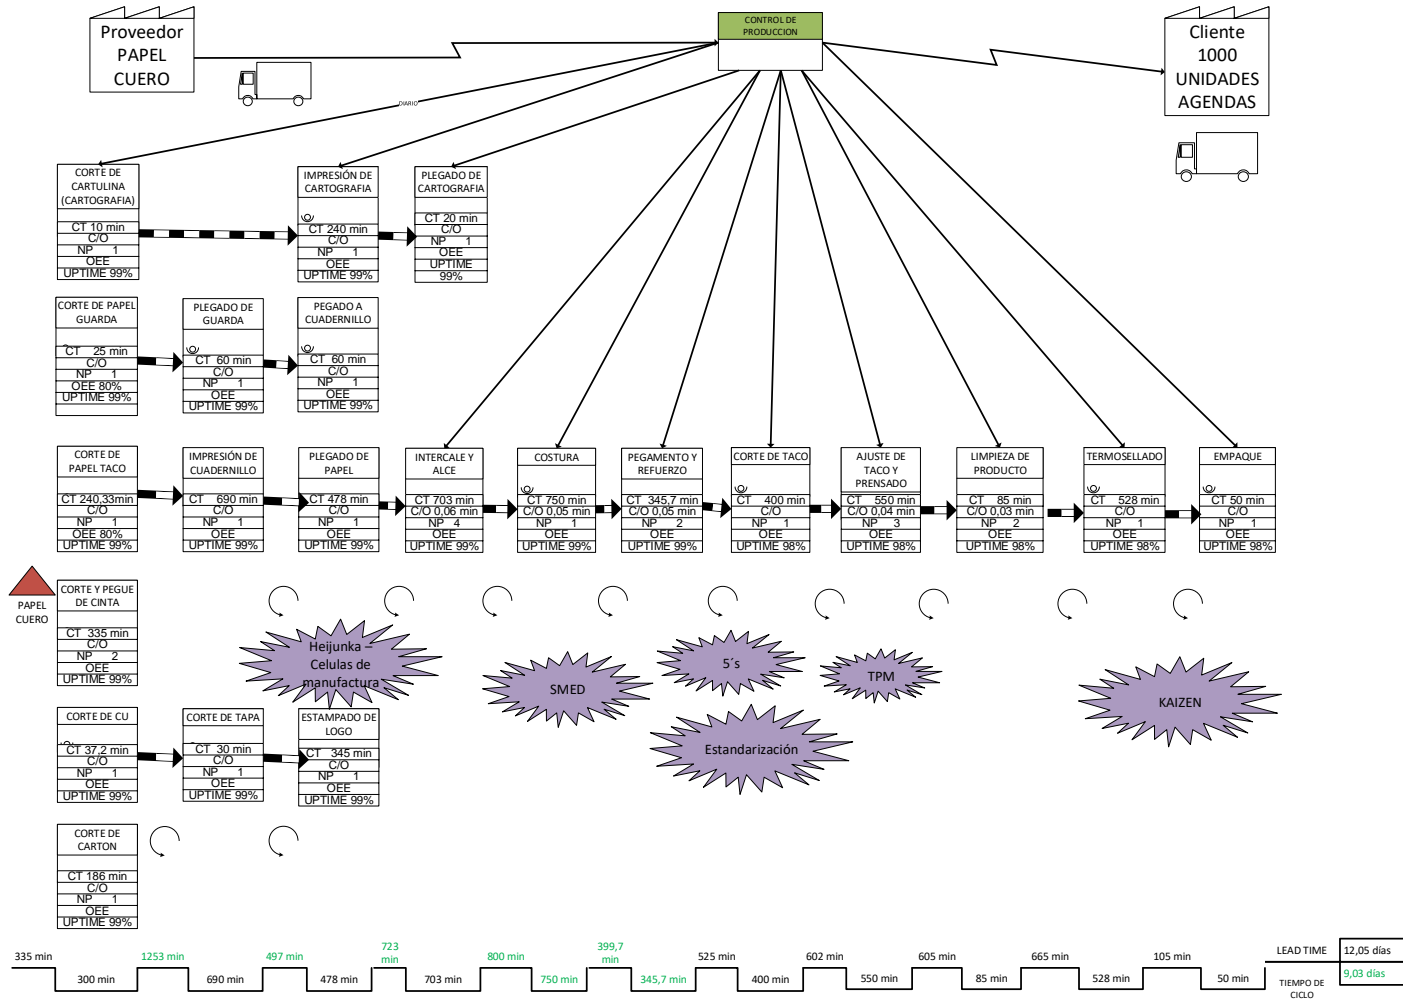 Proveedor
PAPEL
CUERO
CONTROL DE
PRODUCCION
Cliente
1000
UNIDADES
AGENDAS
DIARIO
CORTE DE
CARTULINA
(CARTOGRAFIA)
CT 10 min
C/O
NP 1
OEE
UPTIME 99%
IMPRESIÓN DE
CARTOGRAFIA
CT 240 min
C/O
NP 1
OEE
UPTIME 99%
PLEGADO DE
CARTOGRAFIA
CT 20 min
C/O
NP 1
OEE
UPTIME
99%
CORTE DE PAPEL
GUARDA
CT 25 min
C/O
NP 1
OEE 80%
UPTIME 99%
PLEGADO DE
GUARDA
CT 60 min
C/O
NP 1
OEE
UPTIME 99%
PEGADO A
CUADERNILLO
CT 60 min
C/O
NP 1
OEE
UPTIME 99%
CORTE DE
PAPEL TACO
CT 240,33min
C/O
NP 1
OEE 80%
UPTIME 99%
IMPRESIÓN DE
CUADERNILLO
CT 690 min
C/O
NP 1
OEE
UPTIME 99%
PLEGADO DE
PAPEL
CT 478 min
C/O
NP 1
OEE
UPTIME 99%
INTERCALE Y
ALCE
CT 703 min
C/O 0,06 min
NP 4
OEE
UPTIME 99%
COSTURA
CT 750 min
C/O 0,05 min
NP 1
OEE
UPTIME 99%
PEGAMENTO Y
REFUERZO
CT 345,7 min
C/O 0,05 min
NP 2
OEE
UPTIME 99%
CORTE DE TACO
CT 400 min
C/O
NP 1
OEE
UPTIME 98%
AJUSTE DE
TACO Y
PRENSADO
CT 550 min
C/O 0,04 min
NP 3
OEE
UPTIME 98%
LIMPIEZA DE
PRODUCTO
CT 85 min
C/O 0,03 min
NP 2
OEE
UPTIME 98%
TERMOSELLADO
CT 528 min
C/O
NP 1
OEE
UPTIME 98%
EMPAQUE
CT 50 min
C/O
NP 1
OEE
UPTIME 98%
PAPEL
CUERO
CORTE Y PEGUE
DE CINTA
CT 335 min
C/O
NP 2
OEE
UPTIME 99%
Heijunka –
Celulas de
manufactura
SMED
5´s
TPM
Estandarización
KAIZEN
CORTE DE CU
CT 37,2 min
C/O
NP 1
OEE
UPTIME 99%
CORTE DE TAPA
CT 30 min
C/O
NP 1
OEE
UPTIME 99%
ESTAMPADO DE
LOGO
CT 345 min
C/O
NP 1
OEE
UPTIME 99%
CORTE DE
CARTON
CT 186 min
C/O
NP 1
OEE
UPTIME 99%
335 min
1253 min
497 min
723
min
800 min
399,7
min
525 min
602 min
605 min
665 min
105 min
LEAD TIME
12,05 días
300 min
690 min
478 min
703 min
750 min
345,7 min
400 min
550 min
85 min
528 min
50 min
TIEMPO DE
CICLO
9,03 días